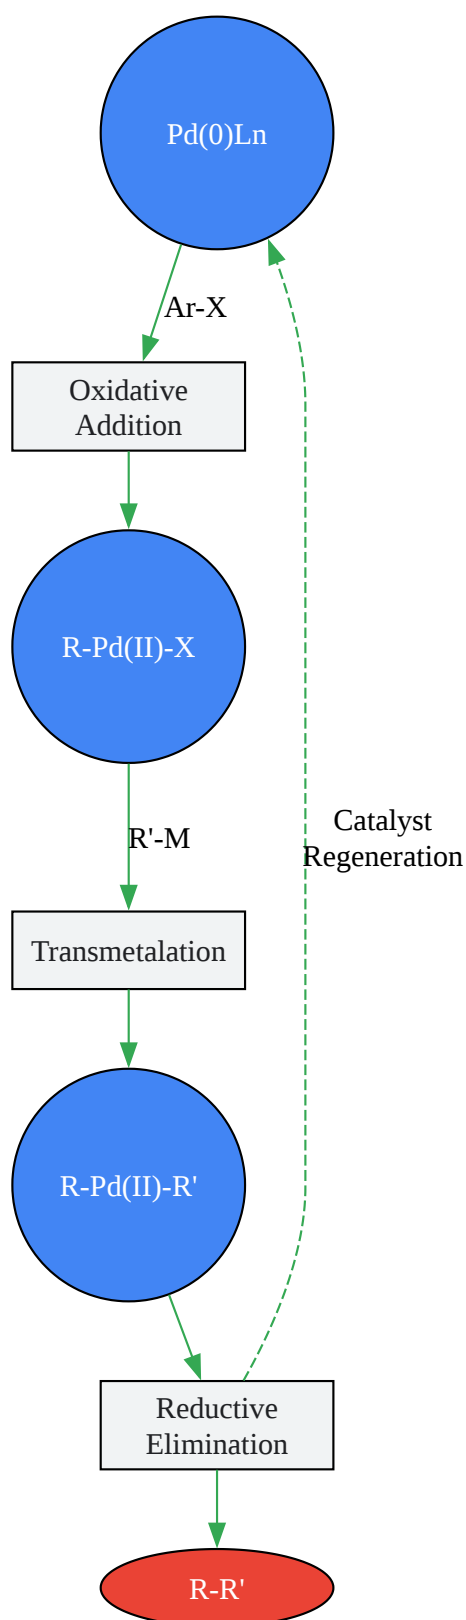 Pd(0)Ln
Ar-X
Oxidative
Addition
R-Pd(II)-X
Catalyst
Regeneration
R'-M
Transmetalation
R-Pd(II)-R'
Reductive
Elimination
R-R'